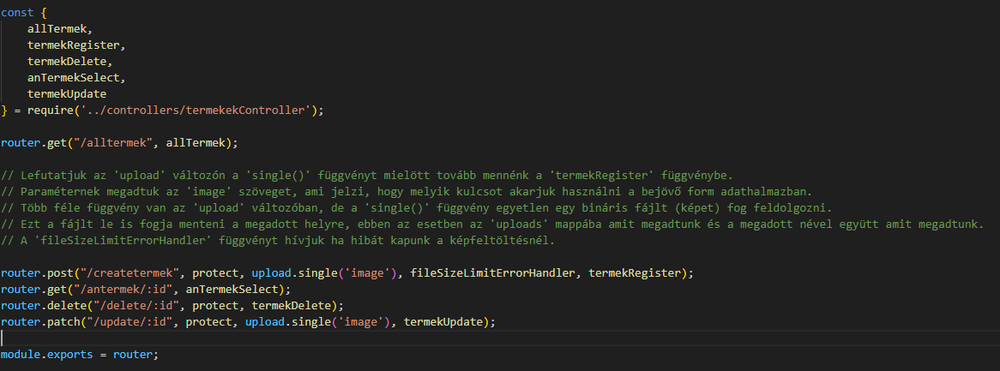 const {
    allTermek,
    termekRegister,
    termekDelete,
    anTermekSelect,
    termekUpdate
} = require('../controllers/termekekController');
router.get("/alltermek", allTermek);
// Lefutatjuk az 'upload' változón a 'single()' függvényt mielött tovább mennénk a 'termekRegister' függvénybe.
// Paraméternek megadtuk az 'image' szöveget, ami jelzi, hogy melyik kulcsot akarjuk használni a bejövő form adathalmazban.
// Több féle függvény van az 'upload' változóban, de a 'single()' függvény egyetlen egy bináris fájlt (képet) fog feldolgozni.
// Ezt a fájlt le is fogja menteni a megadott helyre, ebben az esetben az 'uploads' mappába amit megadtunk és a megadott nével együtt amit megadtunk.
// A 'fileSizeLimitErrorHandler' függvényt hívjuk ha hibát kapunk a képfeltöltésnél.
router.post("/createtermek", protect, upload.single('image'), fileSizeLimitErrorHandler, termekRegister);
router.get("/antermek/:id", anTermekSelect);
router.delete("/delete/:id", protect, termekDelete);
router.patch("/update/:id", protect, upload.single('image'), termekUpdate);
module.exports = router;